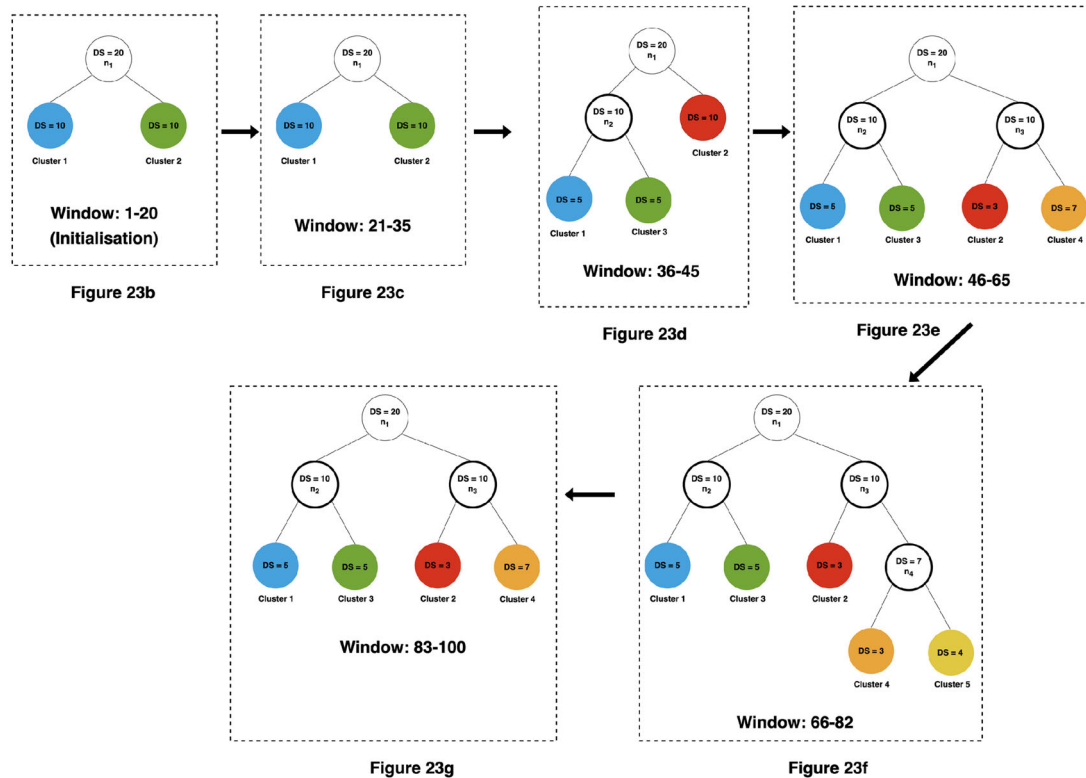 DS = 20
n1
DS = 10
DS = 10
Cluster 1
Cluster 2
Window: 1-20
(Initialisation)
Figure 23b
DS = 20
n1
DS = 10
DS = 10
Cluster 1
Cluster 2
Window: 21-35
Figure 23c
DS = 20
n1
DS = 10
n2
DS = 10
Cluster 2
DS = 5
DS = 5
Cluster 1
Cluster 3
Window: 36-45
Figure 23d
DS = 20
n1
DS = 10
n2
DS = 10
n3
DS = 5
DS = 5
DS = 3
DS = 7
Cluster 1
Cluster 3
Cluster 2
Cluster 4
Window: 46-65
Figure 23e
DS = 20
n1
DS = 10
n2
DS = 10
n3
DS = 5
DS = 5
DS = 3
DS = 7
Cluster 1
Cluster 3
Cluster 2
Cluster 4
Window: 83-100
Figure 23g
DS = 20
n1
DS = 10
n2
DS = 10
n3
DS = 5
DS = 5
DS = 3
DS = 7
n4
Cluster 1
Cluster 3
Cluster 2
DS = 3
DS = 4
Cluster 4
Cluster 5
Window: 66-82
Figure 23f